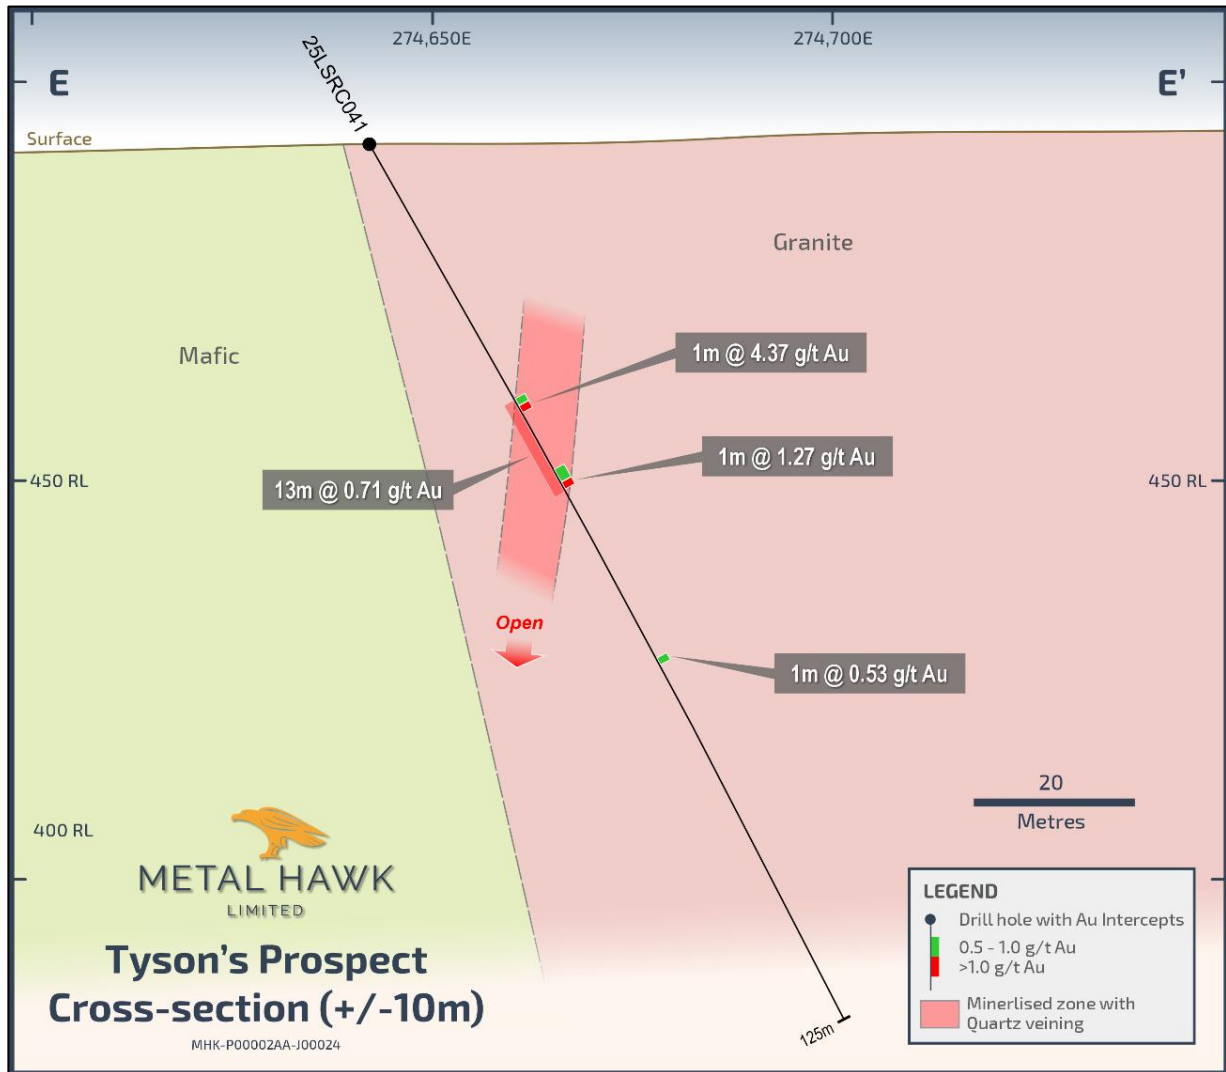 274,650E
274,700E
E
E'
25LSRC041
Surface
Granite
Mafic
1m @ 4.37 g/t Au
1m @ 1.27 g/t Au
13m @ 0.71 g/t Au
450 RL
450 RL
Open
1m @ 0.53 g/t Au
20
Metres
400 RL
METAL HAWK
LIMITED
Tyson's Prospect
Cross-section (+/-10m)
MHK-P00002AA-J00024
125m
LEGEND
Drill hole with Au Intercepts
0.5 - 1.0 g/t Au
>1.0 g/t Au
Minerlised zone with
Quartz veining